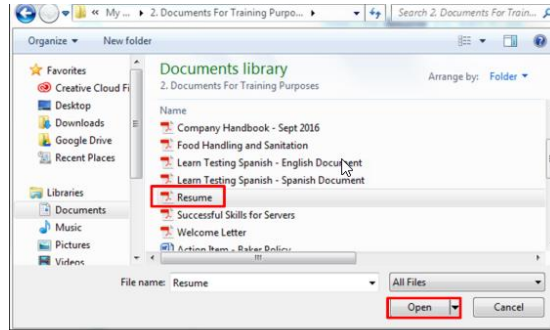 « My ... ▸ 2. Documents For Training Purpo... ▸
Search 2. Documents For Train...
Organize
New folder
Favorites
Creative Cloud Fi
Desktop
Downloads
Google Drive
Recent Places
Libraries
Documents
Music
Pictures
Videos
Documents library
2. Documents For Training Purposes
Arrange by: Folder
Name
Company Handbook - Sept 2016
Food Handling and Sanitation
Learn Testing Spanish - English Document
Learn Testing Spanish - Spanish Document
Resume
Successful Skills for Servers
Welcome Letter
Action Item - Baker Policy
File name: Resume
All Files
Open
Cancel